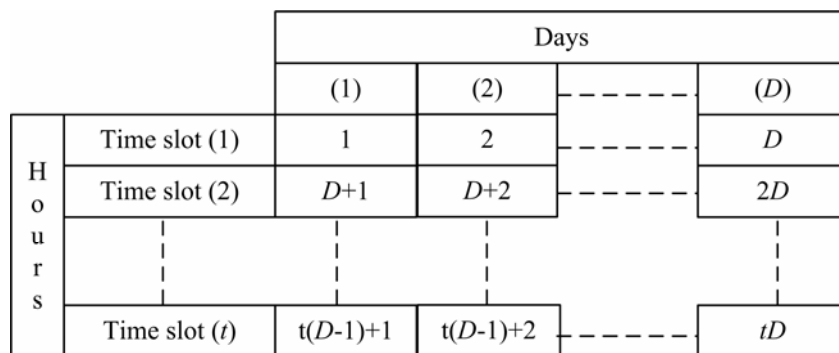 Days
(1) (2) (D)
Time slot (1) 1 2 D
Time slot (2) D+1 D+2 2D
Hours
Time slot (t) t(D-1)+1 t(D-1)+2 tD